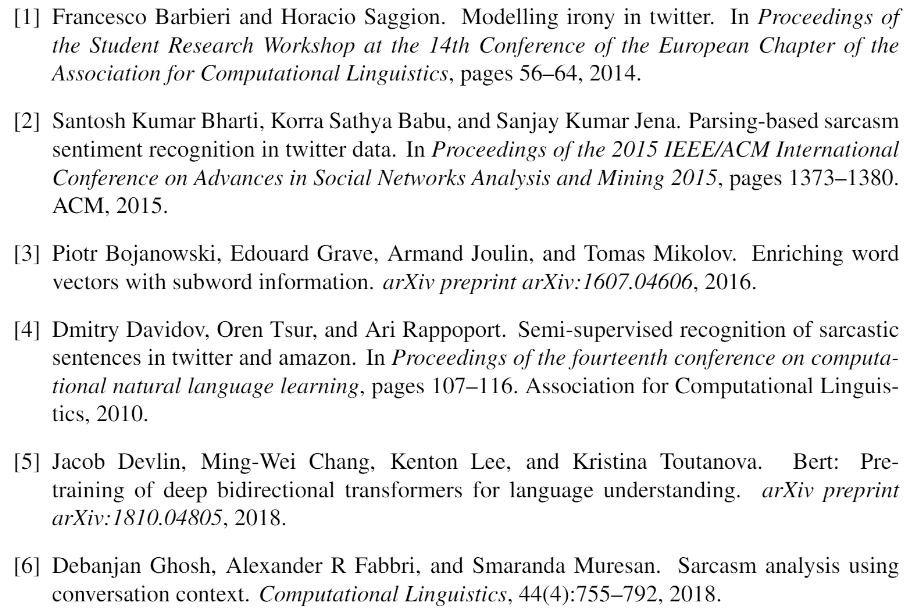 [1] Francesco Barbieri and Horacio Saggion. Modelling irony in twitter. In Proceedings of
the Student Research Workshop at the 14th Conference of the European Chapter of the
Association for Computational Linguistics, pages 56–64, 2014.
[2] Santosh Kumar Bharti, Korra Sathya Babu, and Sanjay Kumar Jena. Parsing-based sarcasm
sentiment recognition in twitter data. In Proceedings of the 2015 IEEE/ACM International
Conference on Advances in Social Networks Analysis and Mining 2015, pages 1373–1380.
ACM, 2015.
[3] Piotr Bojanowski, Edouard Grave, Armand Joulin, and Tomas Mikolov. Enriching word
vectors with subword information. arXiv preprint arXiv:1607.04606, 2016.
[4] Dmitry Davidov, Oren Tsur, and Ari Rappoport. Semi-supervised recognition of sarcastic
sentences in twitter and amazon. In Proceedings of the fourteenth conference on computa-
tional natural language learning, pages 107–116. Association for Computational Linguis-
tics, 2010.
[5] Jacob Devlin, Ming-Wei Chang, Kenton Lee, and Kristina Toutanova. Bert: Pre-
training of deep bidirectional transformers for language understanding. arXiv preprint
arXiv:1810.04805, 2018.
[6] Debanjan Ghosh, Alexander R Fabbri, and Smaranda Muresan. Sarcasm analysis using
conversation context. Computational Linguistics, 44(4):755–792, 2018.